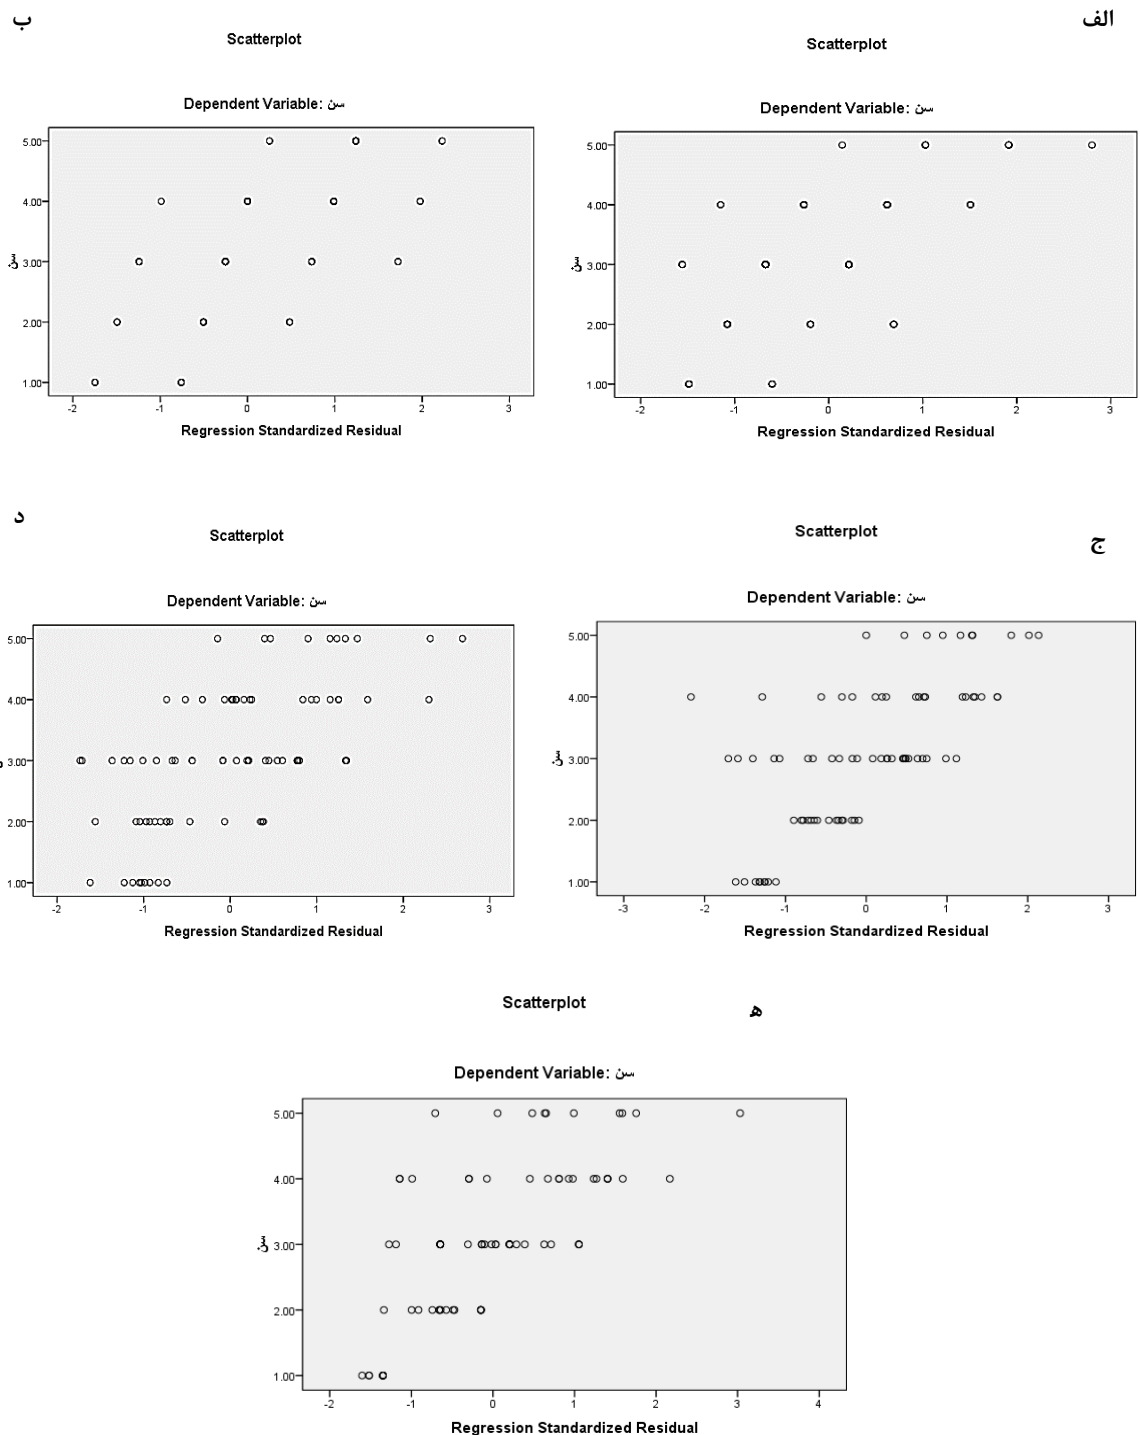 الف
Scatterplot
Dependent Variable: سن
5.00
4.00
3.00
2.00
1.00
سن
-2 -1 0 1 2 3
Regression Standardized Residual
ب
Scatterplot
Dependent Variable: سن
5.00
4.00
3.00
2.00
1.00
سن
-2 -1 0 1 2 3
Regression Standardized Residual
ج
Scatterplot
Dependent Variable: سن
5.00
4.00
3.00
2.00
1.00
سن
-3 -2 -1 0 1 2 3
Regression Standardized Residual
د
Scatterplot
Dependent Variable: سن
5.00
4.00
3.00
2.00
1.00
-2 -1 0 1 2 3
Regression Standardized Residual
ه
Scatterplot
Dependent Variable: سن
5.00
4.00
3.00
2.00
1.00
سن
-2 -1 0 1 2 3 4
Regression Standardized Residual